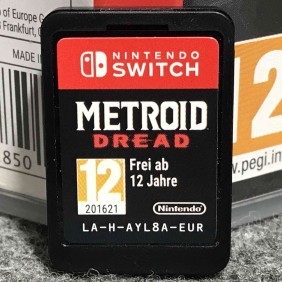 p of Europe
Frankfurt, G
MADE IN
850
NINTENDO
SWITCH
METROID
DREAD
12
Frei ab
12 Jahre
201621
Nintendo
LA-H-AYL8A-EUR
12
www.pegi.in